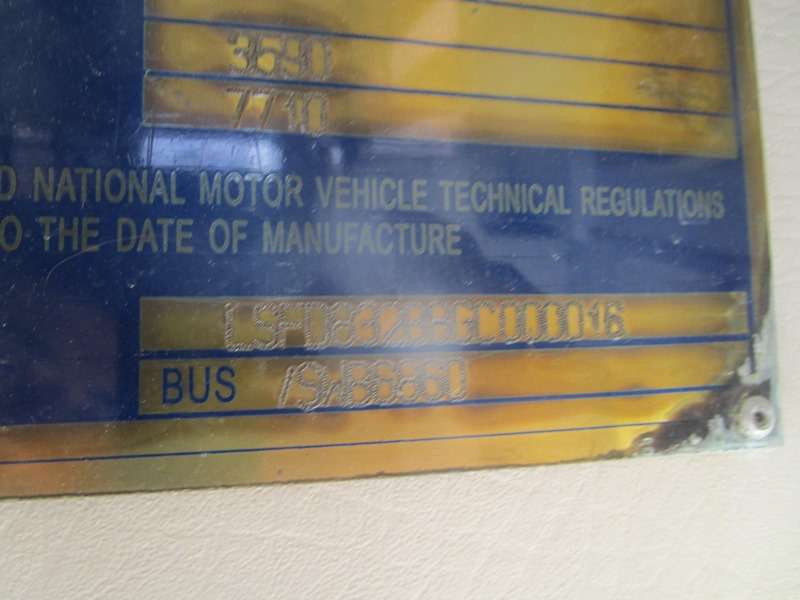 3590
7710
D NATIONAL MOTOR VEHICLE TECHNICAL REGULATIONS
O THE DATE OF MANUFACTURE
BUS